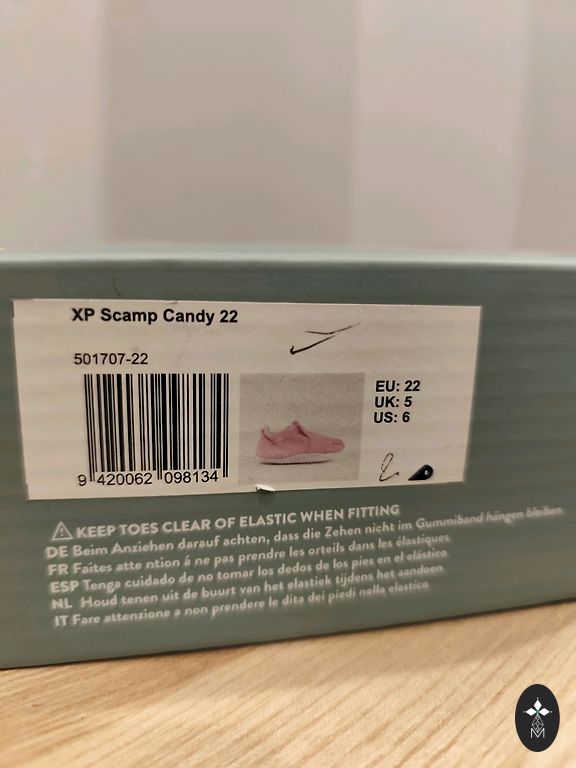 XP Scamp Candy 22
501707-22
EU: 22
UK: 5
US: 6
9 420062 098134
KEEP TOES CLEAR OF ELASTIC WHEN FITTING
DE Beim Anziehen darauf achten, dass die Zehen nicht im Gummiband hängen bleiben
FR Faites atte ntion á ne pas prendre les orteils dans les élastiques
ESP Tenga cuidado de no tomar los dedos de los pies en el elástico
NL Houd tenen uit de buurt van het elastiek tijdens het aandoen
IT Fare attenzione a non prendere le dita dei piedi nella elastico
M